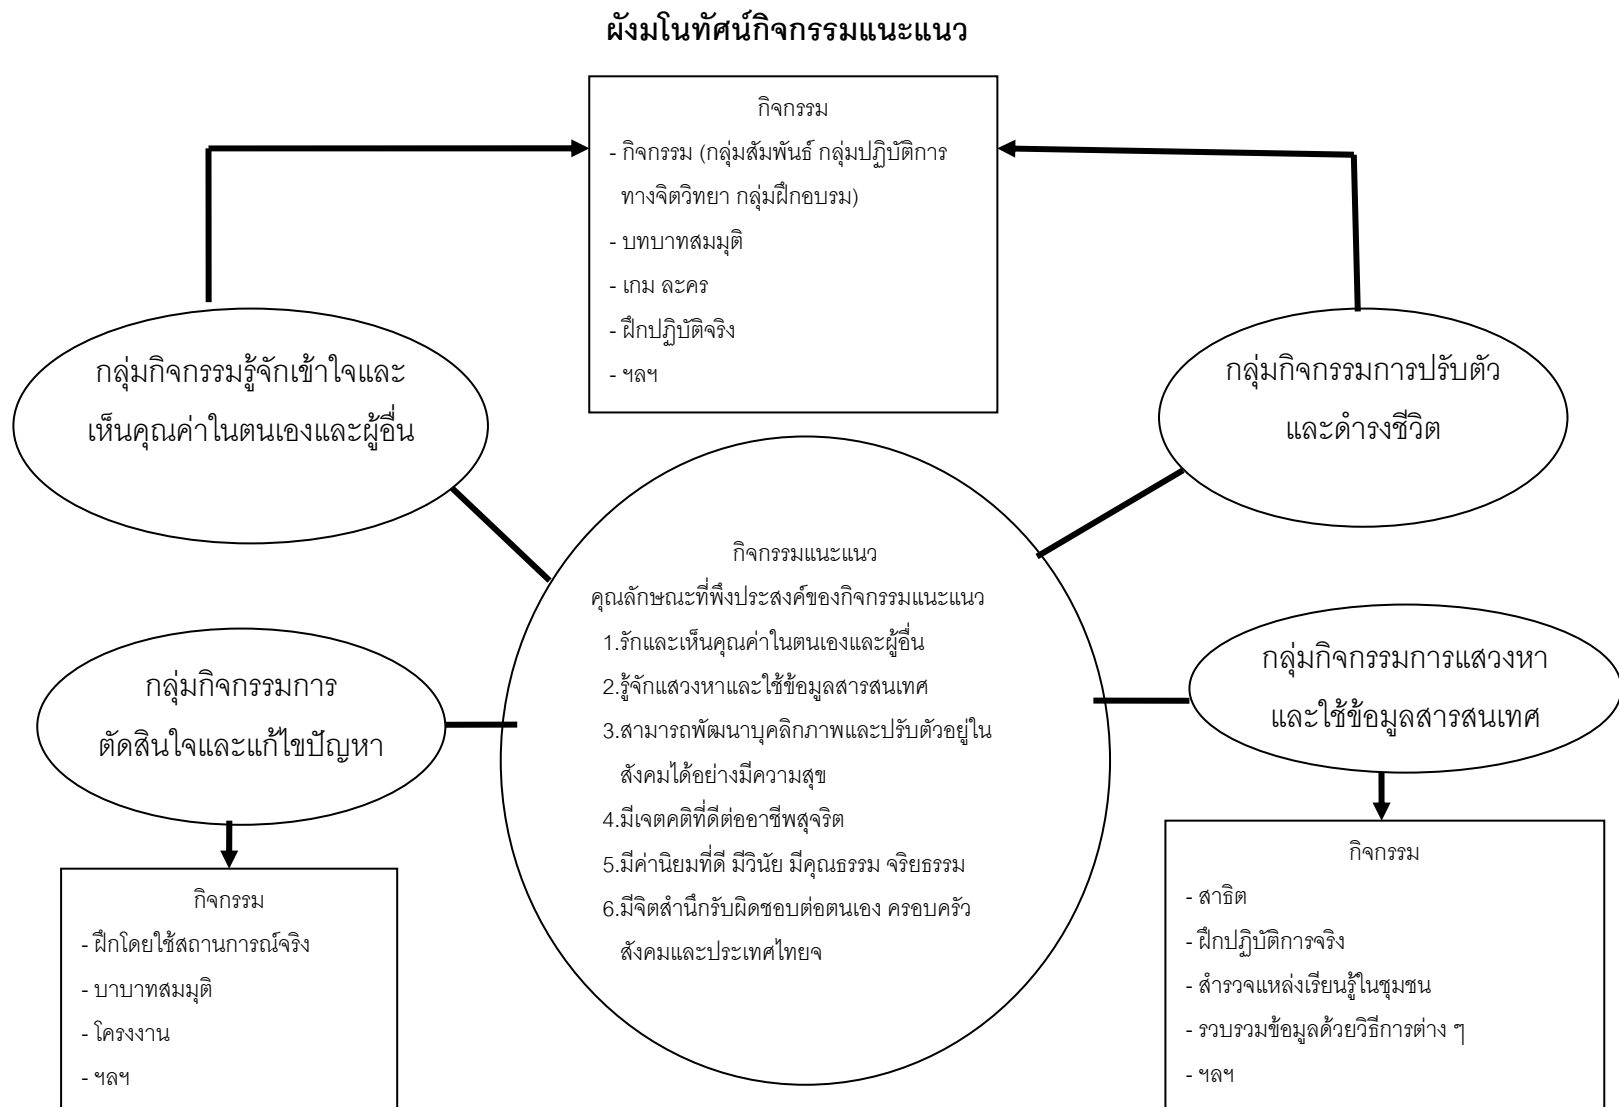 ผังมโนทัศน์กิจกรรมแนะแนว
กิจกรรม
- กิจกรรม (กลุ่มสัมพันธ์ กลุ่มปฏิบัติการ
ทางจิตวิทยา กลุ่มฝึกอบรม)
- บทบาทสมมุติ
- เกม ละคร
- ฝึกปฏิบัติจริง
- ฯลฯ
กลุ่มกิจกรรมรู้จักเข้าใจและ
เห็นคุณค่าในตนเองและผู้อื่น
กลุ่มกิจกรรมการปรับตัว
และดำรงชีวิต
กิจกรรมแนะแนว
คุณลักษณะที่พึงประสงค์ของกิจกรรมแนะแนว
1.รักและเห็นคุณค่าในตนเองและผู้อื่น
2.รู้จักแสวงหาและใช้ข้อมูลสารสนเทศ
3.สามารถพัฒนาบุคลิกภาพและปรับตัวอยู่ใน
สังคมได้อย่างมีความสุข
4.มีเจตคติที่ดีต่ออาชีพสุจริต
5.มีค่านิยมที่ดี มีวินัย มีคุณธรรม จริยธรรม
6.มีจิตสำนึกรับผิดชอบต่อตนเอง ครอบครัว
สังคมและประเทศไทยจ
กลุ่มกิจกรรมการ
ตัดสินใจและแก้ไขปัญหา
กลุ่มกิจกรรมการแสวงหา
และใช้ข้อมูลสารสนเทศ
กิจกรรม
- ฝึกโดยใช้สถานการณ์จริง
- บาบาทสมมุติ
- โครงงาน
- ฯลฯ
กิจกรรม
- สาธิต
- ฝึกปฏิบัติการจริง
- สำรวจแหล่งเรียนรู้ในชุมชน
- รวบรวมข้อมูลด้วยวิธีการต่าง ๆ
- ฯลฯ